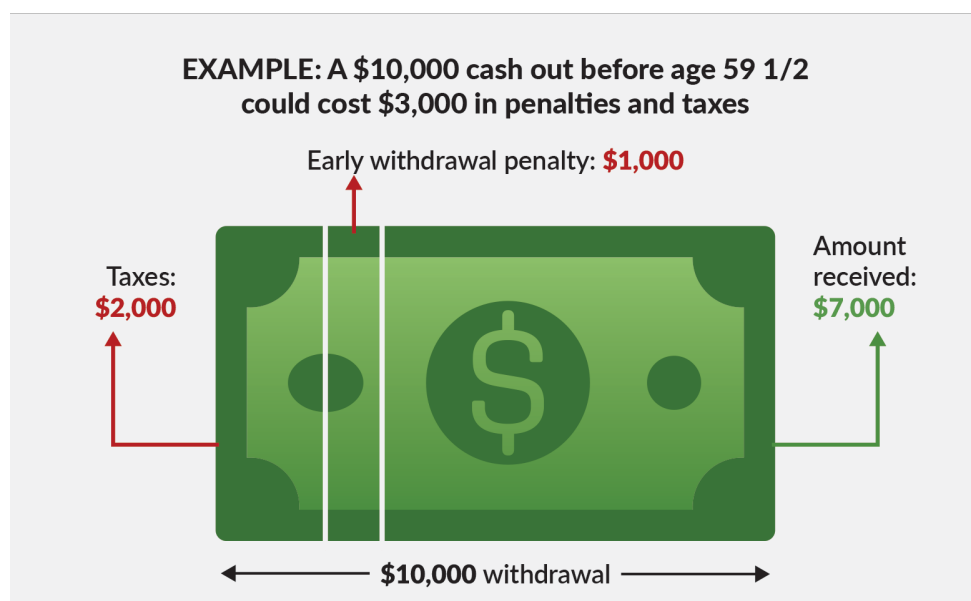 EXAMPLE: A $10,000 cash out before age 59 1/2
could cost $3,000 in penalties and taxes
Early withdrawal penalty: $1,000
Taxes:
$2,000
Amount
received:
$7,000
$
$10,000 withdrawal